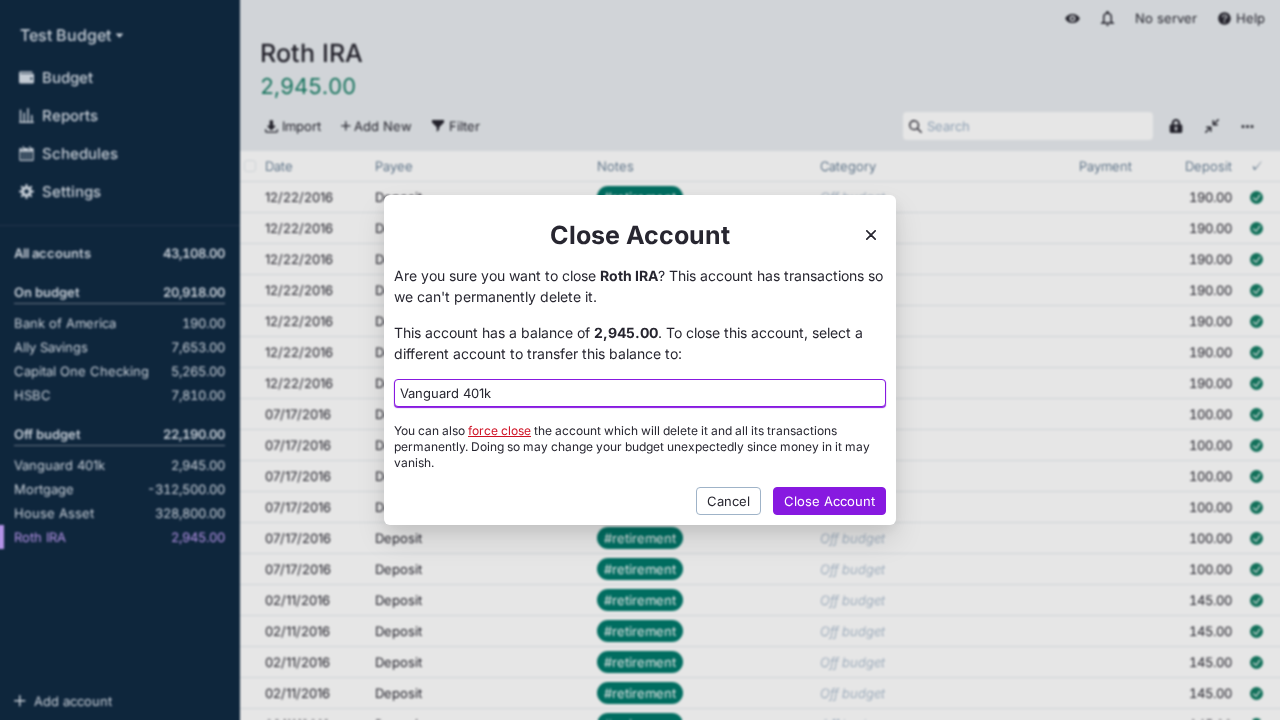 Test Budget
Budget
Reports
Schedules
Settings
All accounts 43,108.00
On budget 20,918.00
Bank of America 190.00
Ally Savings 7,653.00
Capital One Checking 5,265.00
HSBC 7,810.00
Off budget 22,190.00
Vanguard 401k 2,945.00
Mortgage -312,500.00
House Asset 328,800.00
Roth IRA 2,945.00
Add account
No server Help
Roth IRA
2,945.00
Import + Add New Filter Search
Date Payee Notes Category Payment Deposit ✓
12/22/2016 190.00
12/22/2016 190.00
12/22/2016 190.00
12/22/2016 190.00
12/22/2016 190.00
12/22/2016 190.00
12/22/2016 190.00
07/17/2016 100.00
07/17/2016 100.00
07/17/2016 100.00
07/17/2016 100.00
07/17/2016 Deposit #retirement Off budget 100.00
07/17/2016 Deposit #retirement Off budget 100.00
02/11/2016 Deposit #retirement Off budget 145.00
02/11/2016 Deposit #retirement Off budget 145.00
02/11/2016 Deposit #retirement Off budget 145.00
02/11/2016 Deposit #retirement Off budget 145.00
Close Account
Are you sure you want to close Roth IRA? This account has transactions so
we can't permanently delete it.
This account has a balance of 2,945.00. To close this account, select a
different account to transfer this balance to:
Vanguard 401k
You can also force close the account which will delete it and all its transactions
permanently. Doing so may change your budget unexpectedly since money in it may
vanish.
Cancel Close Account